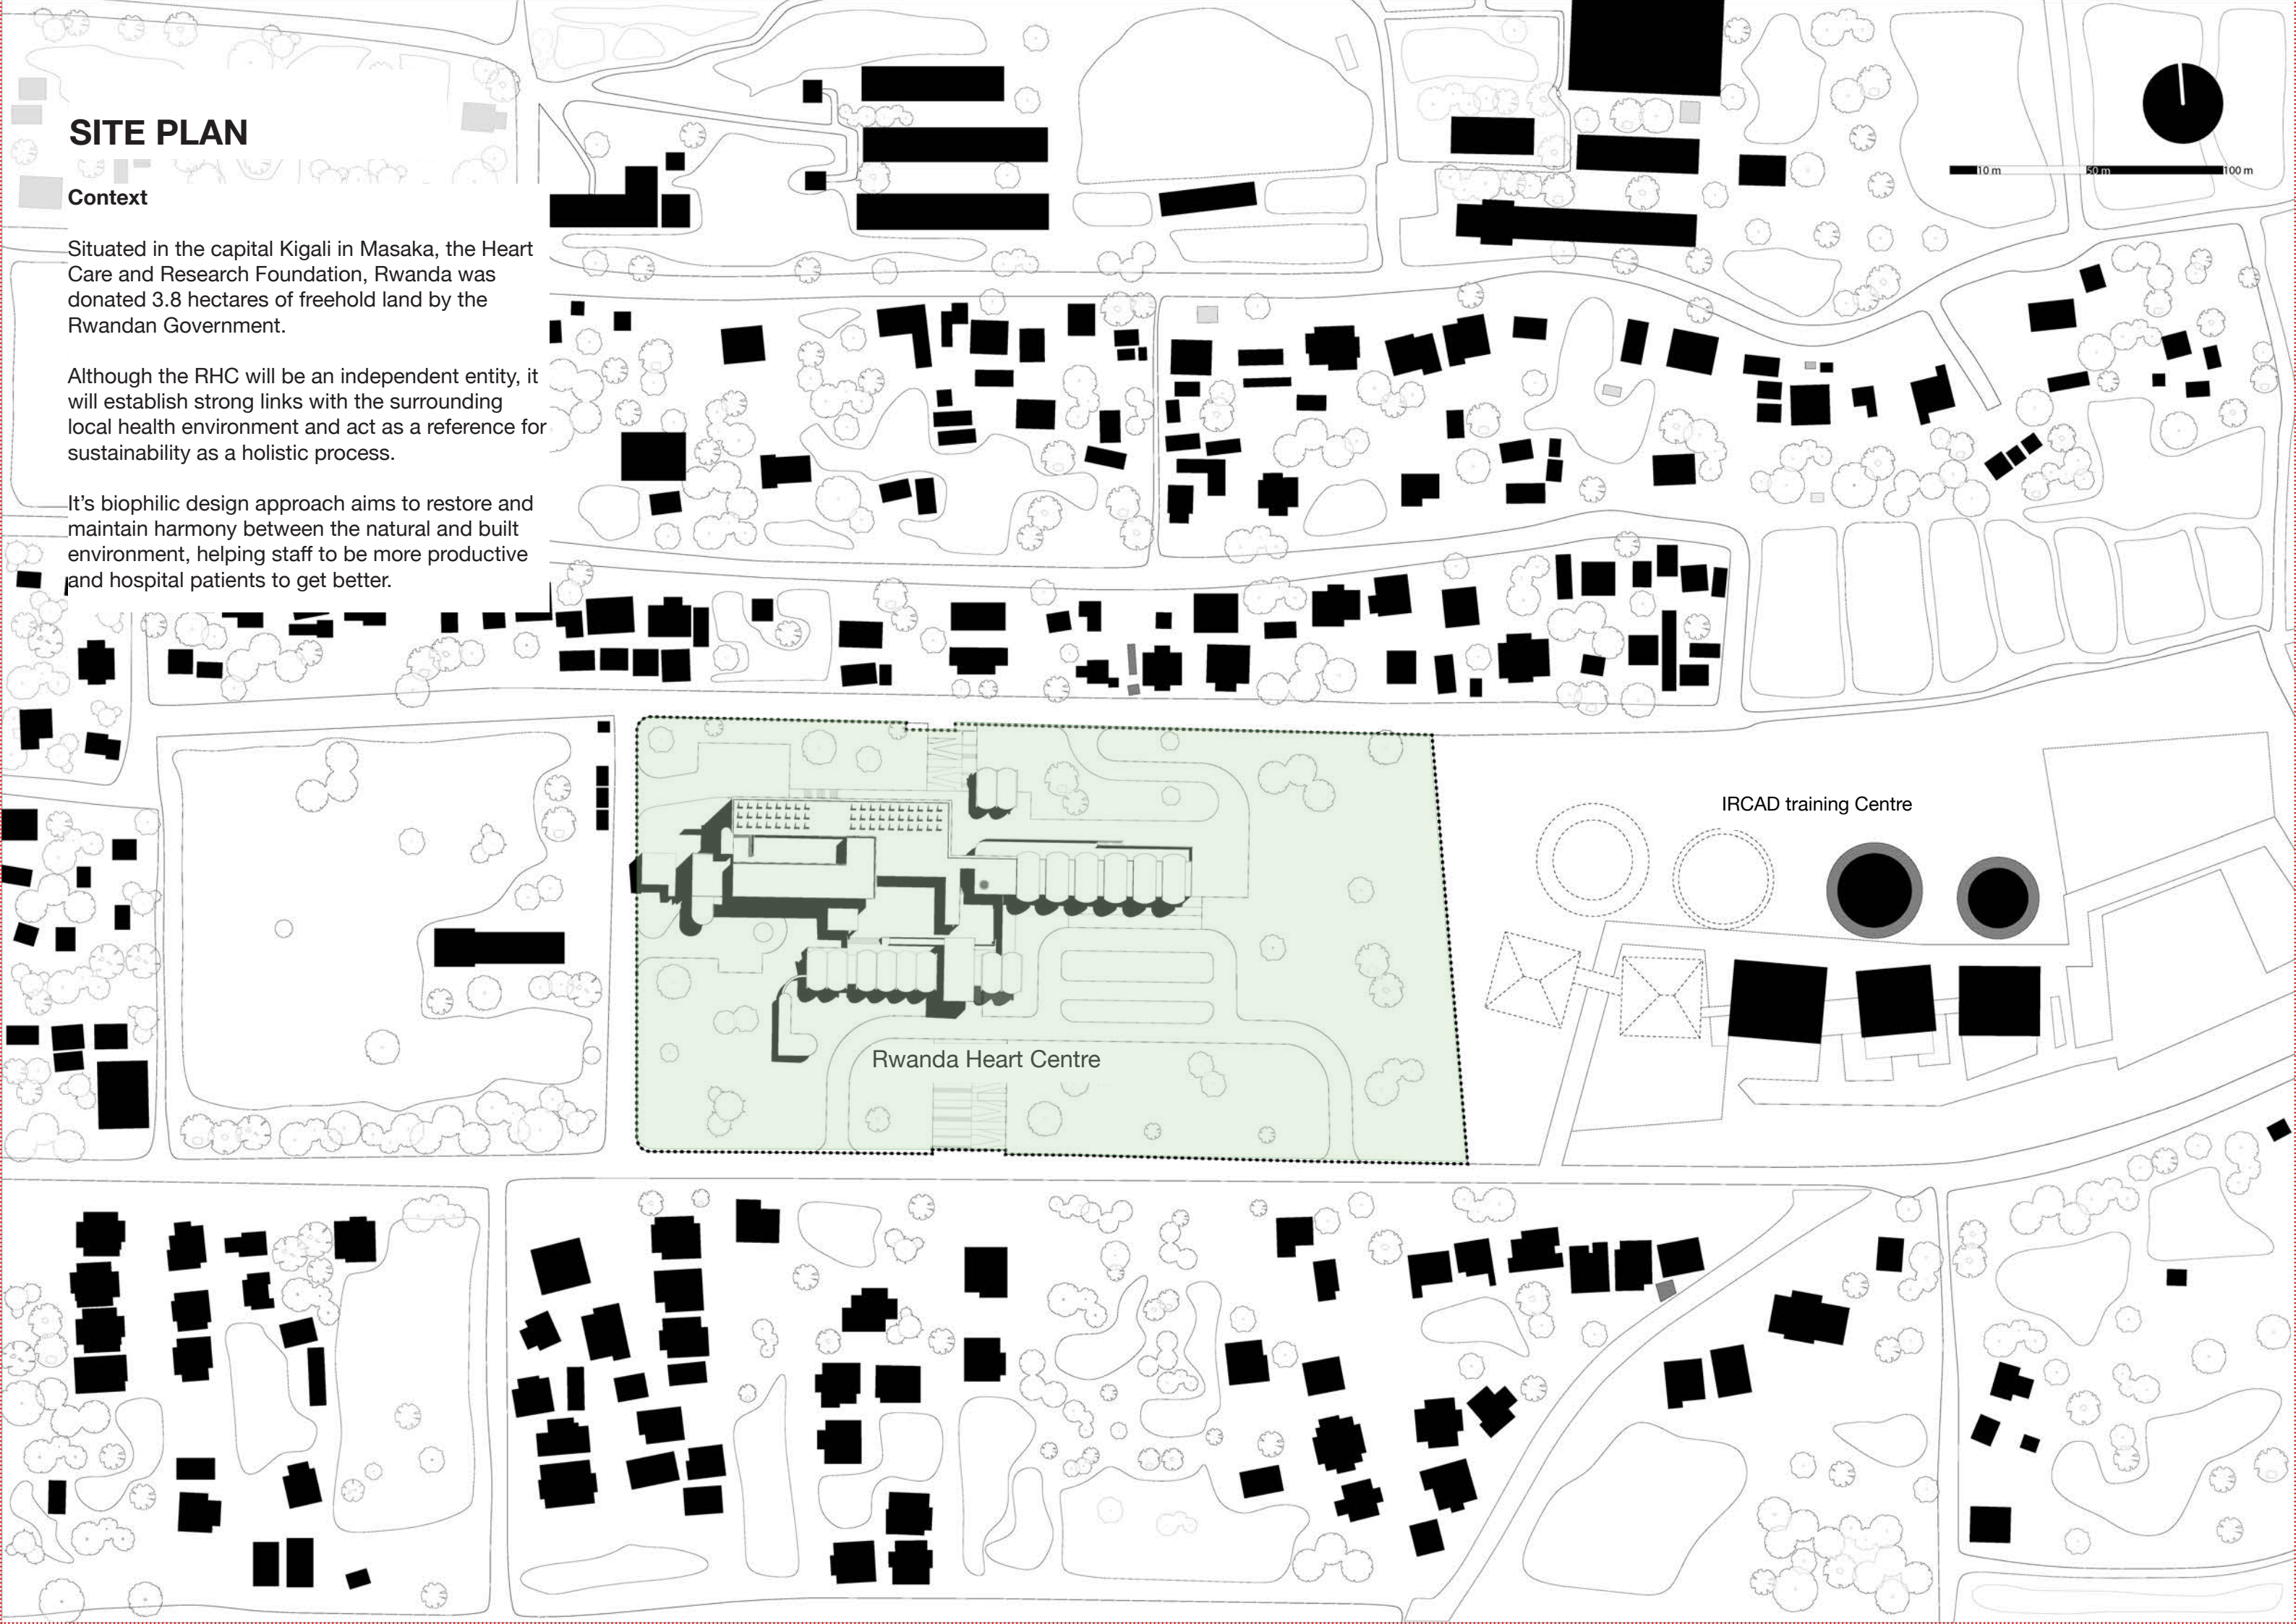 SITE PLAN
Context
Situated in the capital Kigali in Masaka, the Heart
Care and Research Foundation, Rwanda was
donated 3.8 hectares of freehold land by the
Rwandan Government.
Although the RHC will be an independent entity, it
will establish strong links with the surrounding
local health environment and act as a reference for
sustainability as a holistic process.
It’s biophilic design approach aims to restore and
maintain harmony between the natural and built
environment, helping staff to be more productive
and hospital patients to get better.
10 m 50 m 100 m
IRCAD training Centre
Rwanda Heart Centre